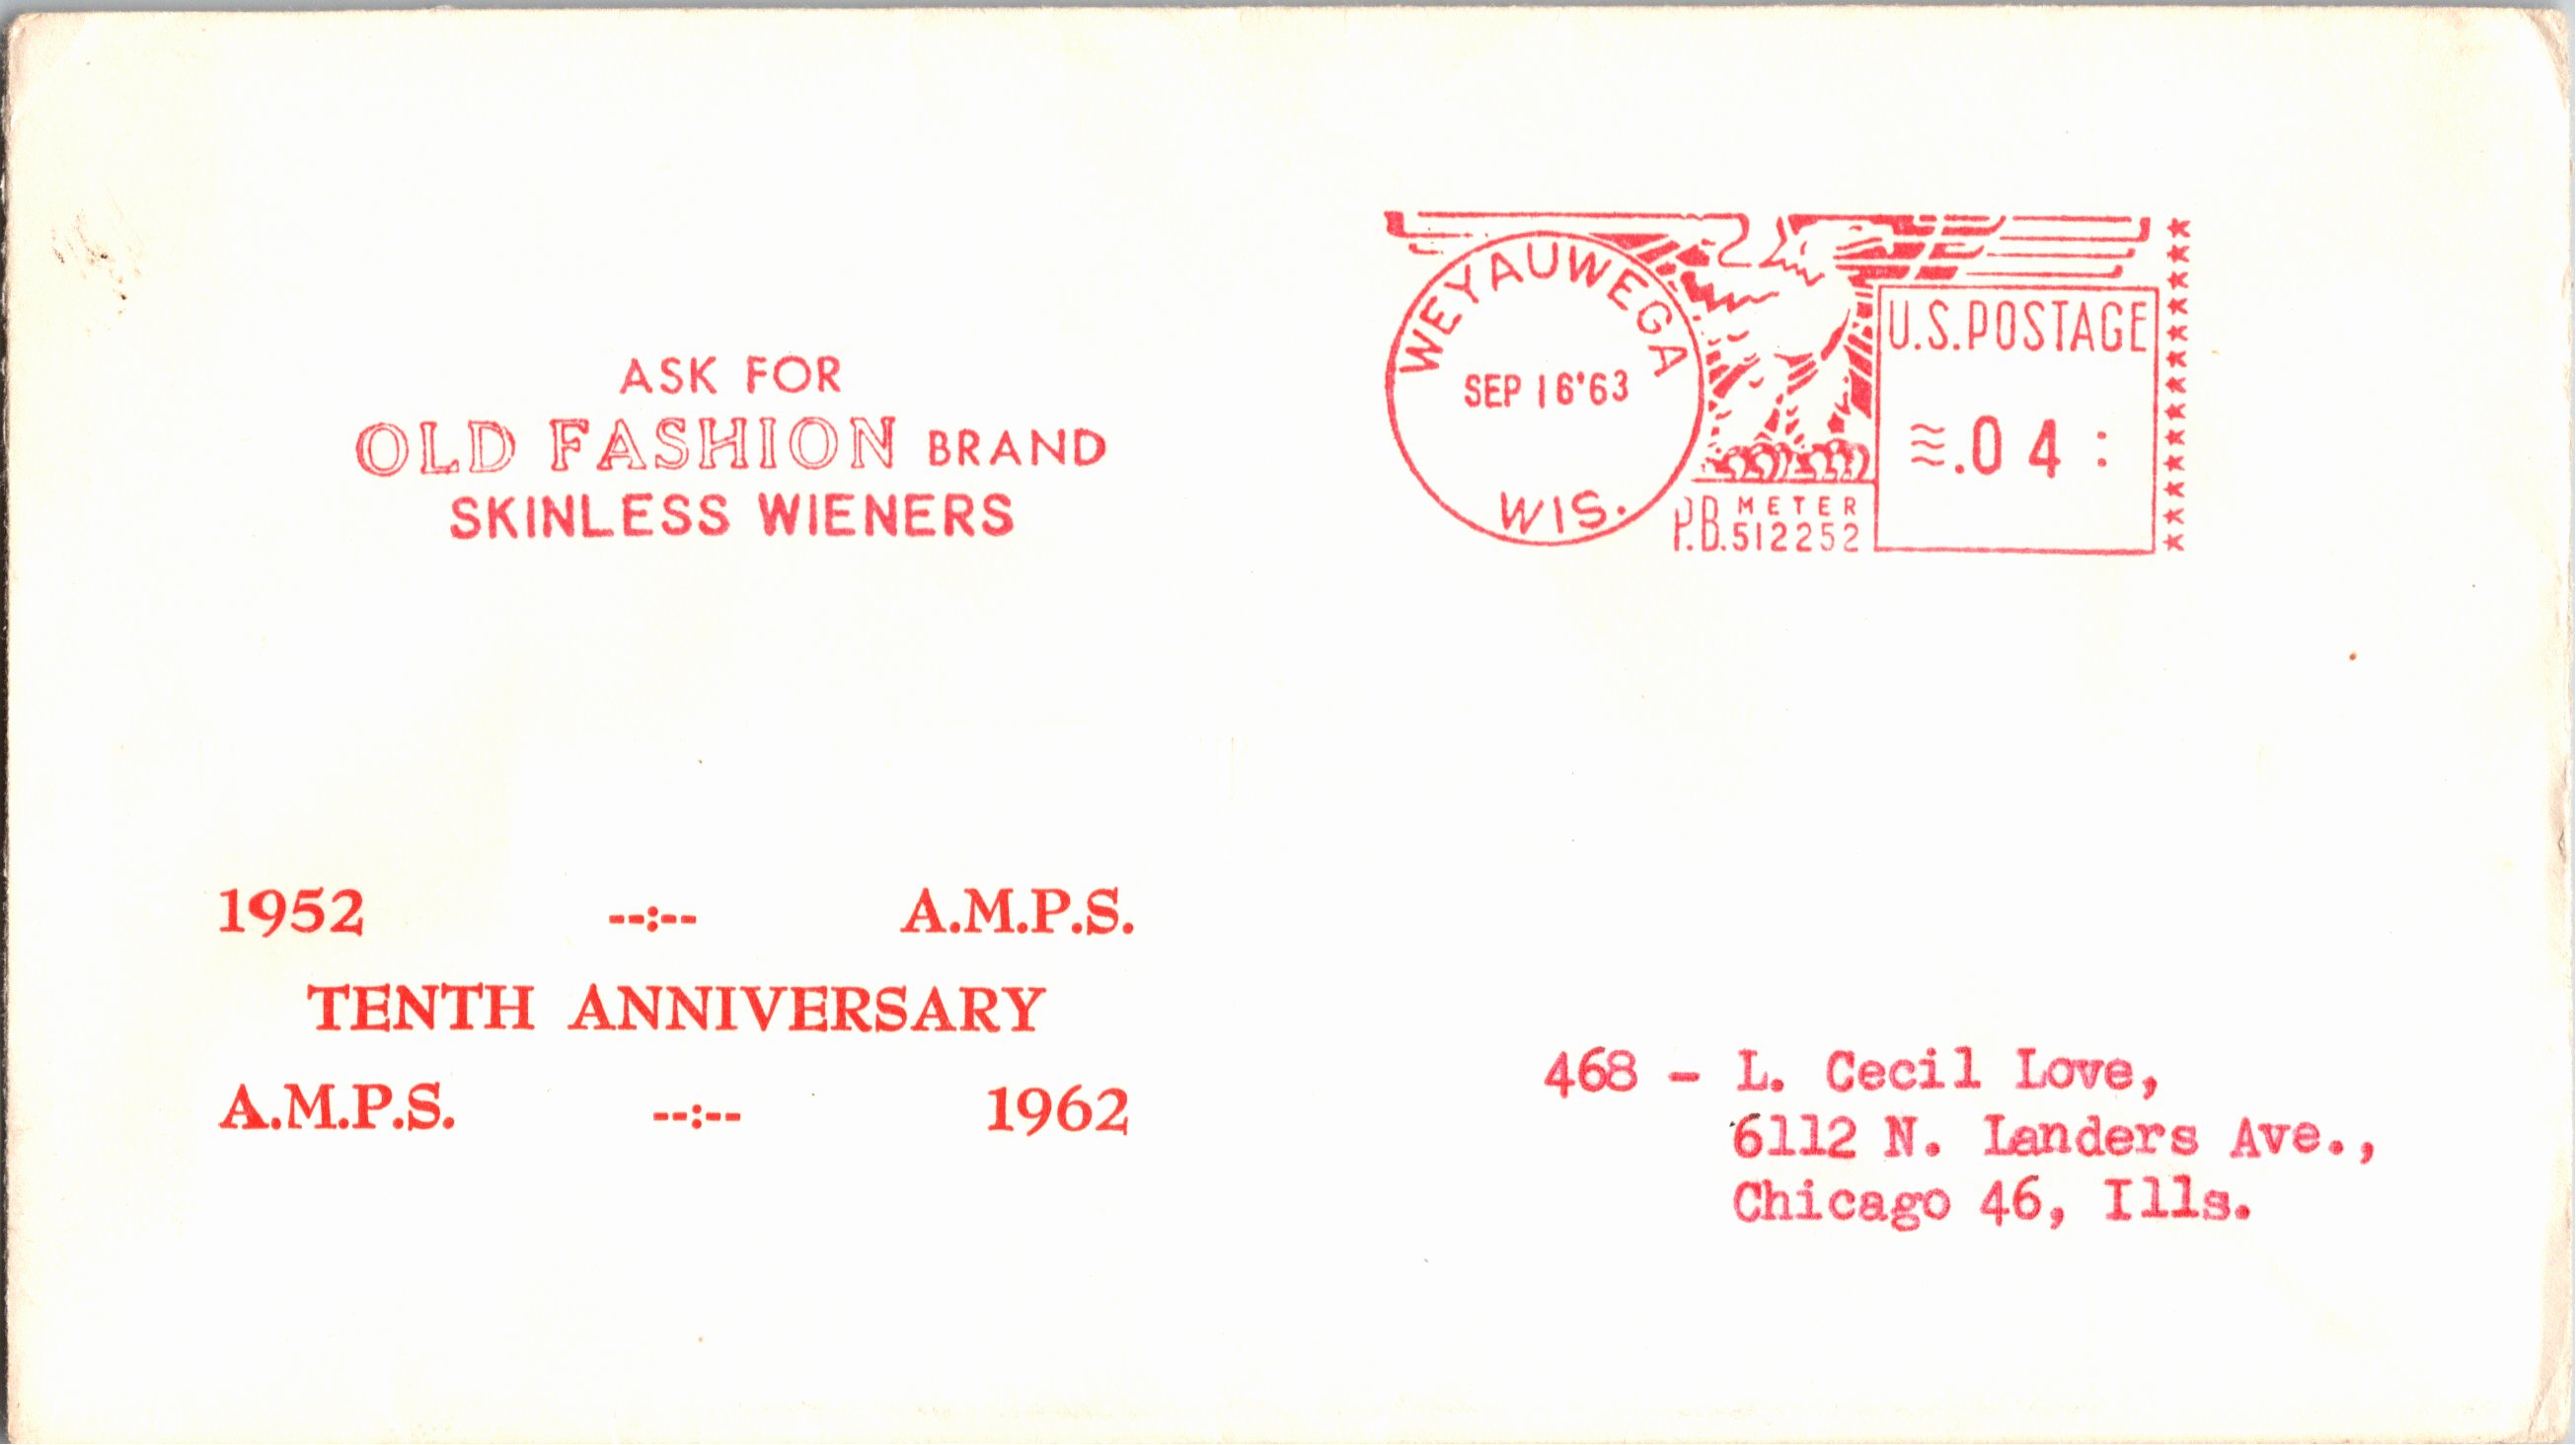 ASK FOR
OLD FASHION BRAND
SKINLESS WIENERS
WEYAUWEGA
SEP 16'63
WIS.
P.B. METER
512252
U.S. POSTAGE
.04
1952 --:-- A.M.P.S.
TENTH ANNIVERSARY
A.M.P.S. --:-- 1962
468 - L. Cecil Love,
6112 N. Landers Ave.,
Chicago 46, Ills.